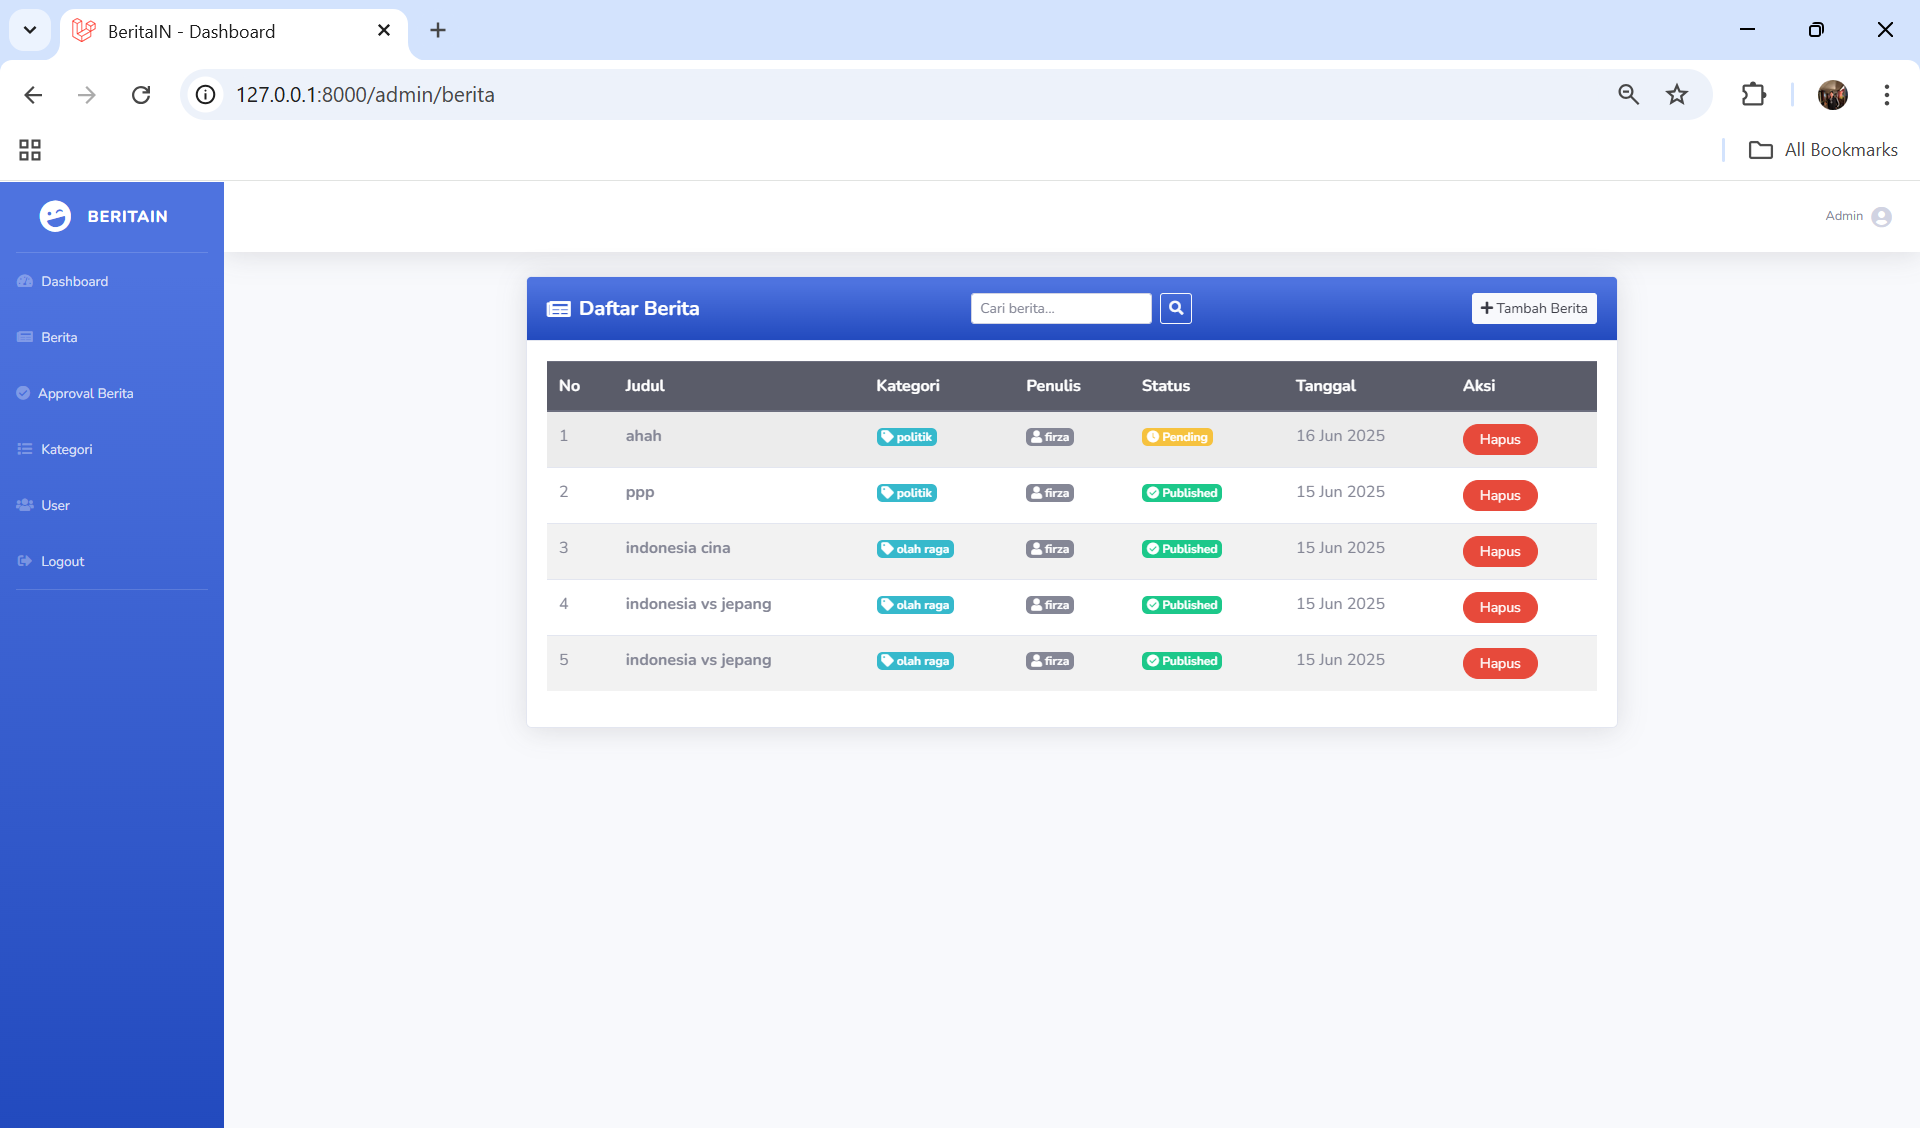 BeritaIN - Dashboard
127.0.0.1:8000/admin/berita
All Bookmarks
BERITAIN
Admin
Dashboard
Berita
Approval Berita
Kategori
User
Logout
Daftar Berita
Cari berita...
Tambah Berita
No Judul Kategori Penulis Status Tanggal Aksi
1 ahah politik firza Pending 16 Jun 2025 Hapus
2 ppp politik firza Published 15 Jun 2025 Hapus
3 indonesia cina olah raga firza Published 15 Jun 2025 Hapus
4 indonesia vs jepang olah raga firza Published 15 Jun 2025 Hapus
5 indonesia vs jepang olah raga firza Published 15 Jun 2025 Hapus